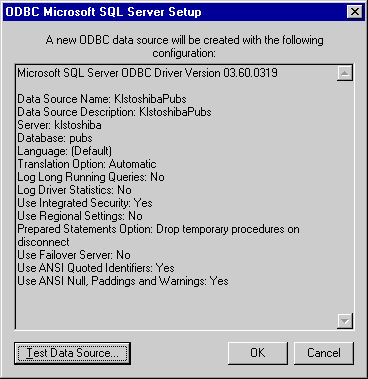 ODBC Microsoft SQL Server Setup
A new ODBC data source will be created with the following
configuration:
Microsoft SQL Server ODBC Driver Version 03.60.0319
Data Source Name: KlstoshibaPubs
Data Source Description: KlstoshibaPubs
Server: klstoshiba
Database: pubs
Language: (Default)
Translation Option: Automatic
Log Long Running Queries: No
Log Driver Statistics: No
Use Integrated Security: Yes
Use Regional Settings: No
Prepared Statements Option: Drop temporary procedures on
disconnect
Use Failover Server: No
Use ANSI Quoted Identifiers: Yes
Use ANSI Null, Paddings and Warnings: Yes
Test Data Source...
OK
Cancel